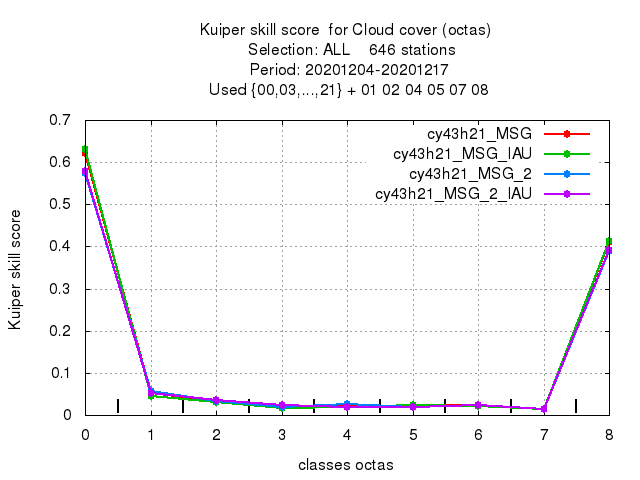 Kuiper skill score  for Cloud cover (octas)
Selection: ALL    646 stations
Period: 20201204-20201217
Used {00,03,...,21} + 01 02 04 05 07 08
cy43h21_MSG
cy43h21_MSG_IAU
cy43h21_MSG_2
cy43h21_MSG_2_IAU
Kuiper skill score
0.7
0.6
0.5
0.4
0.3
0.2
0.1
0
0 1 2 3 4 5 6 7 8
classes octas